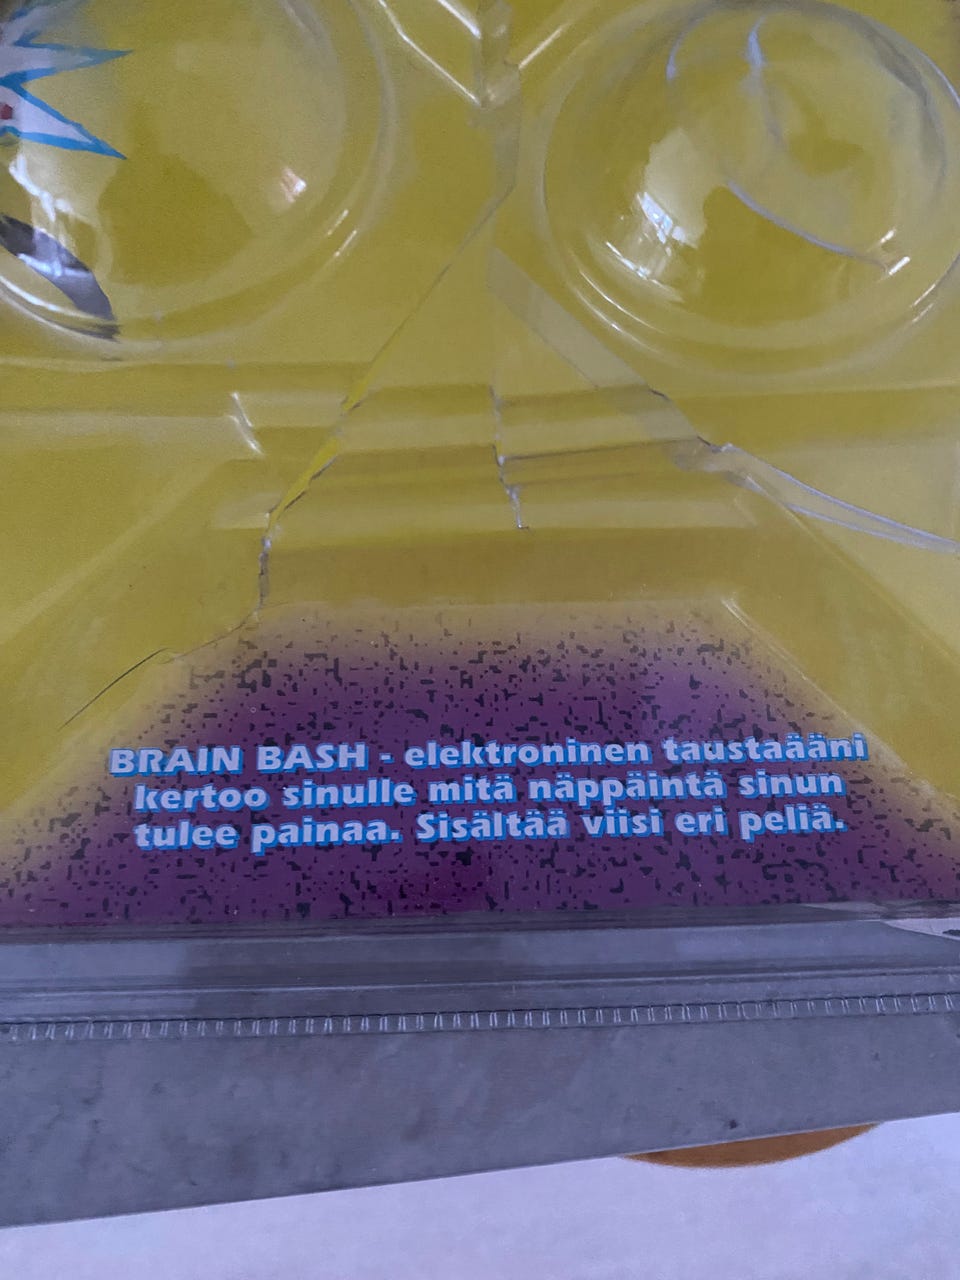 BRAIN BASH - elektroninen taustaääni
kertoo sinulle mitä näppäintä sinun
tulee painaa. Sisältää viisi eri peliä.